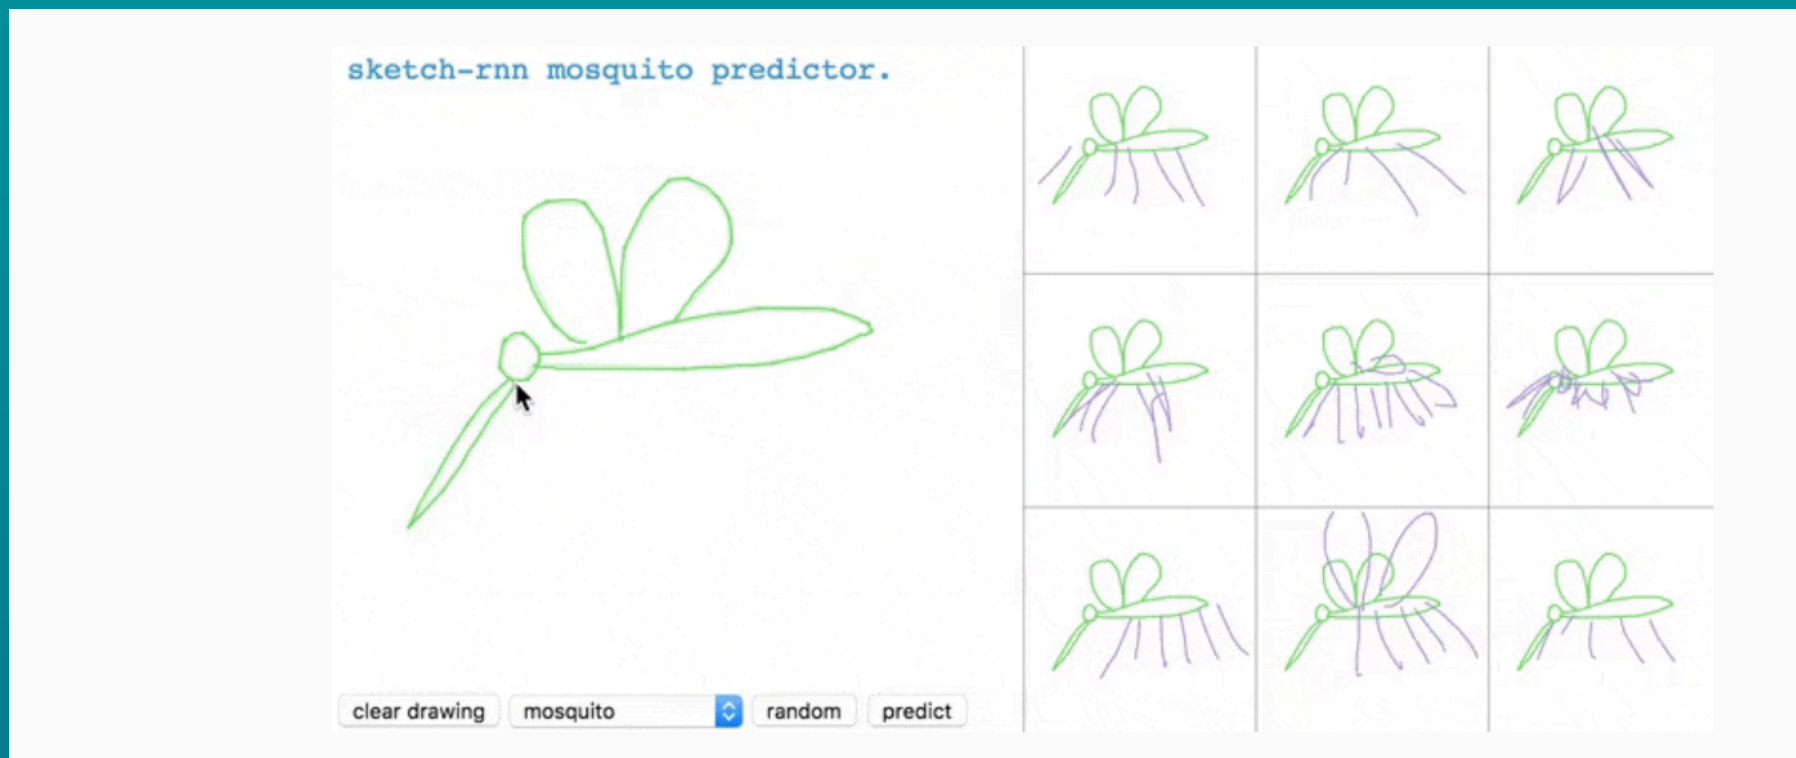 sketch-rnn mosquito predictor.
clear drawing
mosquito
random
predict